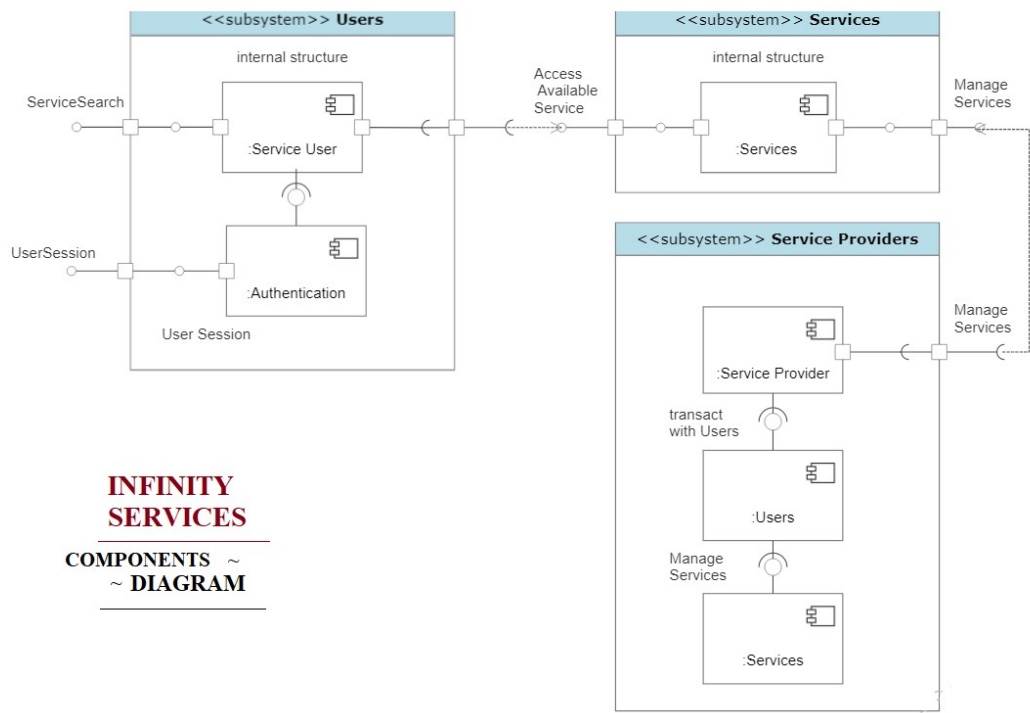 <<subsystem>> Users
internal structure
ServiceSearch
:Service User
UserSession
:Authentication
User Session
Access
Available
Service
<<subsystem>> Services
internal structure
:Services
Manage
Services
<<subsystem>> Service Providers
Manage
Services
:Service Provider
transact
with Users
:Users
Manage
Services
:Services
INFINITY
SERVICES
COMPONENTS ~
~ DIAGRAM